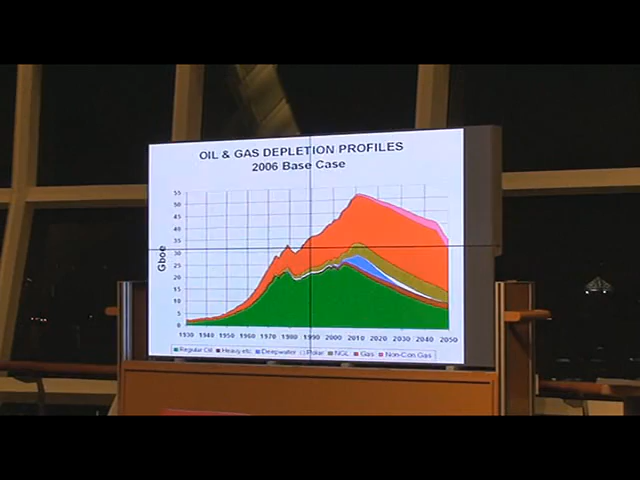 OIL & GAS DEPLETION PROFILES
2006 Base Case
Gboe
55
50
45
40
35
30
25
20
15
10
5
0
1930 1940 1950 1960 1970 1980 1990 2000 2010 2020 2030 2040 2050
Regular Oil Heavy etc Deepwater Polar NGL Gas Non-Con Gas